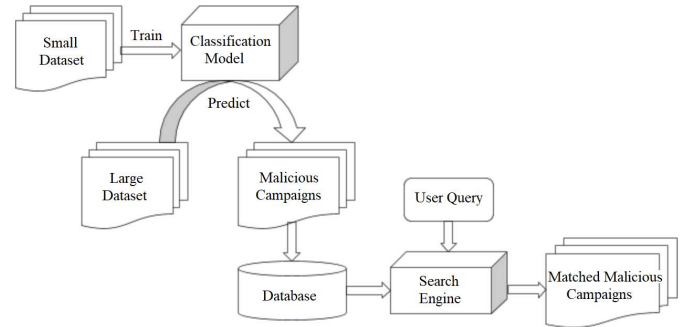 Small
Dataset
Train
Classification
Model
Predict
Large
Dataset
Malicious
Campaigns
User Query
Database
Search
Engine
Matched Malicious
Campaigns